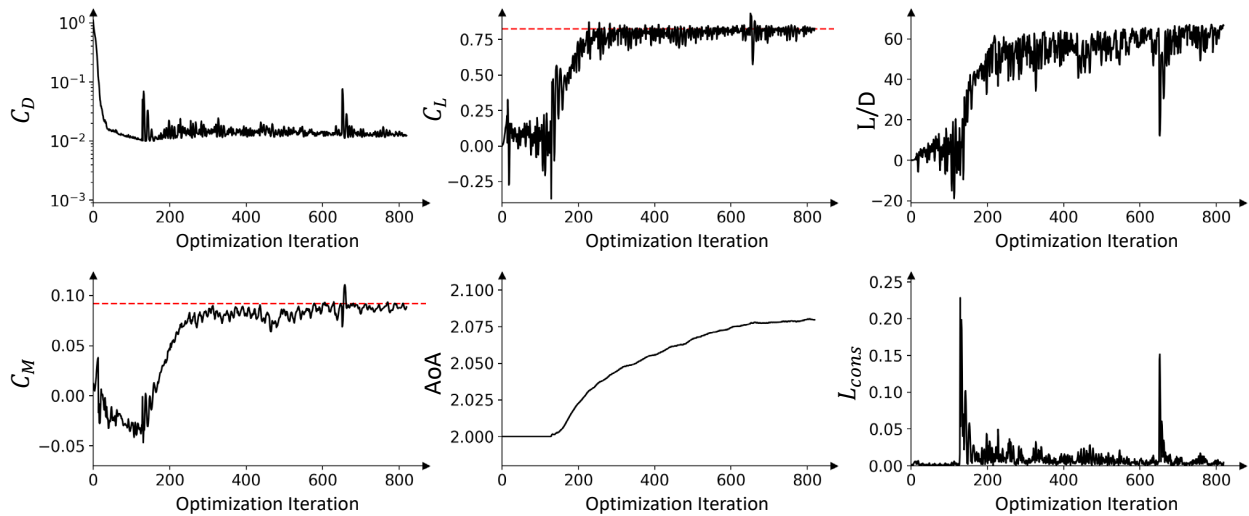 10⁰
10⁻¹
10⁻²
10⁻³
C_D
0 200 400 600 800
Optimization Iteration
0.75
0.50
0.25
0.00
−0.25
C_L
0 200 400 600 800
Optimization Iteration
60
40
20
0
−20
L/D
0 200 400 600 800
Optimization Iteration
0.10
0.05
0.00
−0.05
C_M
0 200 400 600 800
Optimization Iteration
2.100
2.075
2.050
2.025
2.000
AoA
0 200 400 600 800
Optimization Iteration
0.25
0.20
0.15
0.10
0.05
0.00
L_cons
0 200 400 600 800
Optimization Iteration